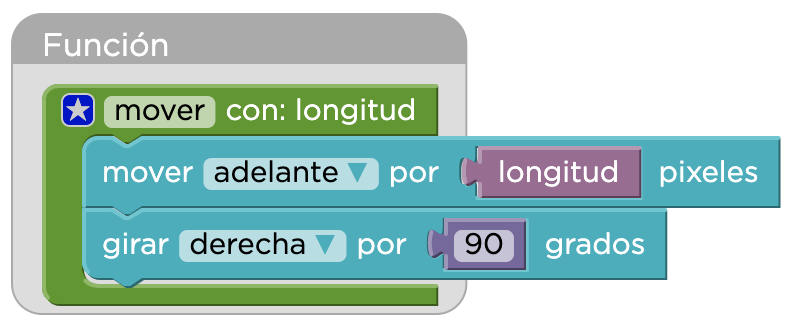 Función
mover con: longitud
mover adelante ▼ por longitud pixeles
girar derecha ▼ por 90 grados